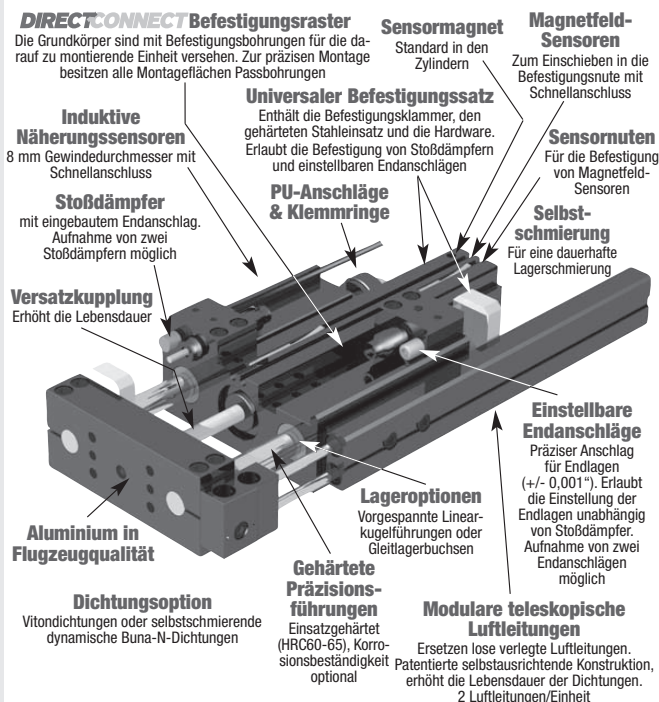 DIRECTCONNECT Befestigungsraster
Die Grundkörper sind mit Befestigungsbohrungen für die da-
rauf zu montierende Einheit versehen. Zur präzisen Montage
besitzen alle Montageflächen Passbohrungen
Sensormagnet
Standard in den
Zylindern
Magnetfeld-
Sensoren
Zum Einschieben in die
Befestigungsnute mit
Schnellanschluss
Induktive
Näherungssensoren
8 mm Gewindedurchmesser mit
Schnellanschluss
Universaler Befestigungssatz
Enthält die Befestigungsklammer, den
gehärteten Stahleinsatz und die Hardware.
Erlaubt die Befestigung von Stoßdämpfern
und einstellbaren Endanschlägen
Sensornuten
Für die Befestigung
von Magnetfeld-
Sensoren
Stoßdämpfer
mit eingebautem Endanschlag.
Aufnahme von zwei
Stoßdämpfern möglich
PU-Anschläge
& Klemmringe
Selbst-
schmierung
Für eine dauerhafte
Lagerschmierung
Versatzkupplung
Erhöht die Lebensdauer
Einstellbare
Endanschläge
Präziser Anschlag
für Endlagen
(+/- 0,001“). Erlaubt
die Einstellung der
Endlagen unabhängig
von Stoßdämpfer.
Aufnahme von zwei
Endanschlägen
möglich
Lageroptionen
Vorgespannte Linear-
kugelführungen oder
Gleitlagerbuchsen
Aluminium in
Flugzeugqualität
Gehärtete
Präzisions-
führungen
Einsatzgehärtet
(HRC60-65), Korro-
sionsbeständigkeit
optional
Dichtungsoption
Vitondichtungen oder selbstschmierende
dynamische Buna-N-Dichtungen
Modulare teleskopische
Luftleitungen
Ersetzen lose verlegte Luftleitungen.
Patentierte selbstausrichtende Konstruktion,
erhöht die Lebensdauer der Dichtungen.
2 Luftleitungen/Einheit